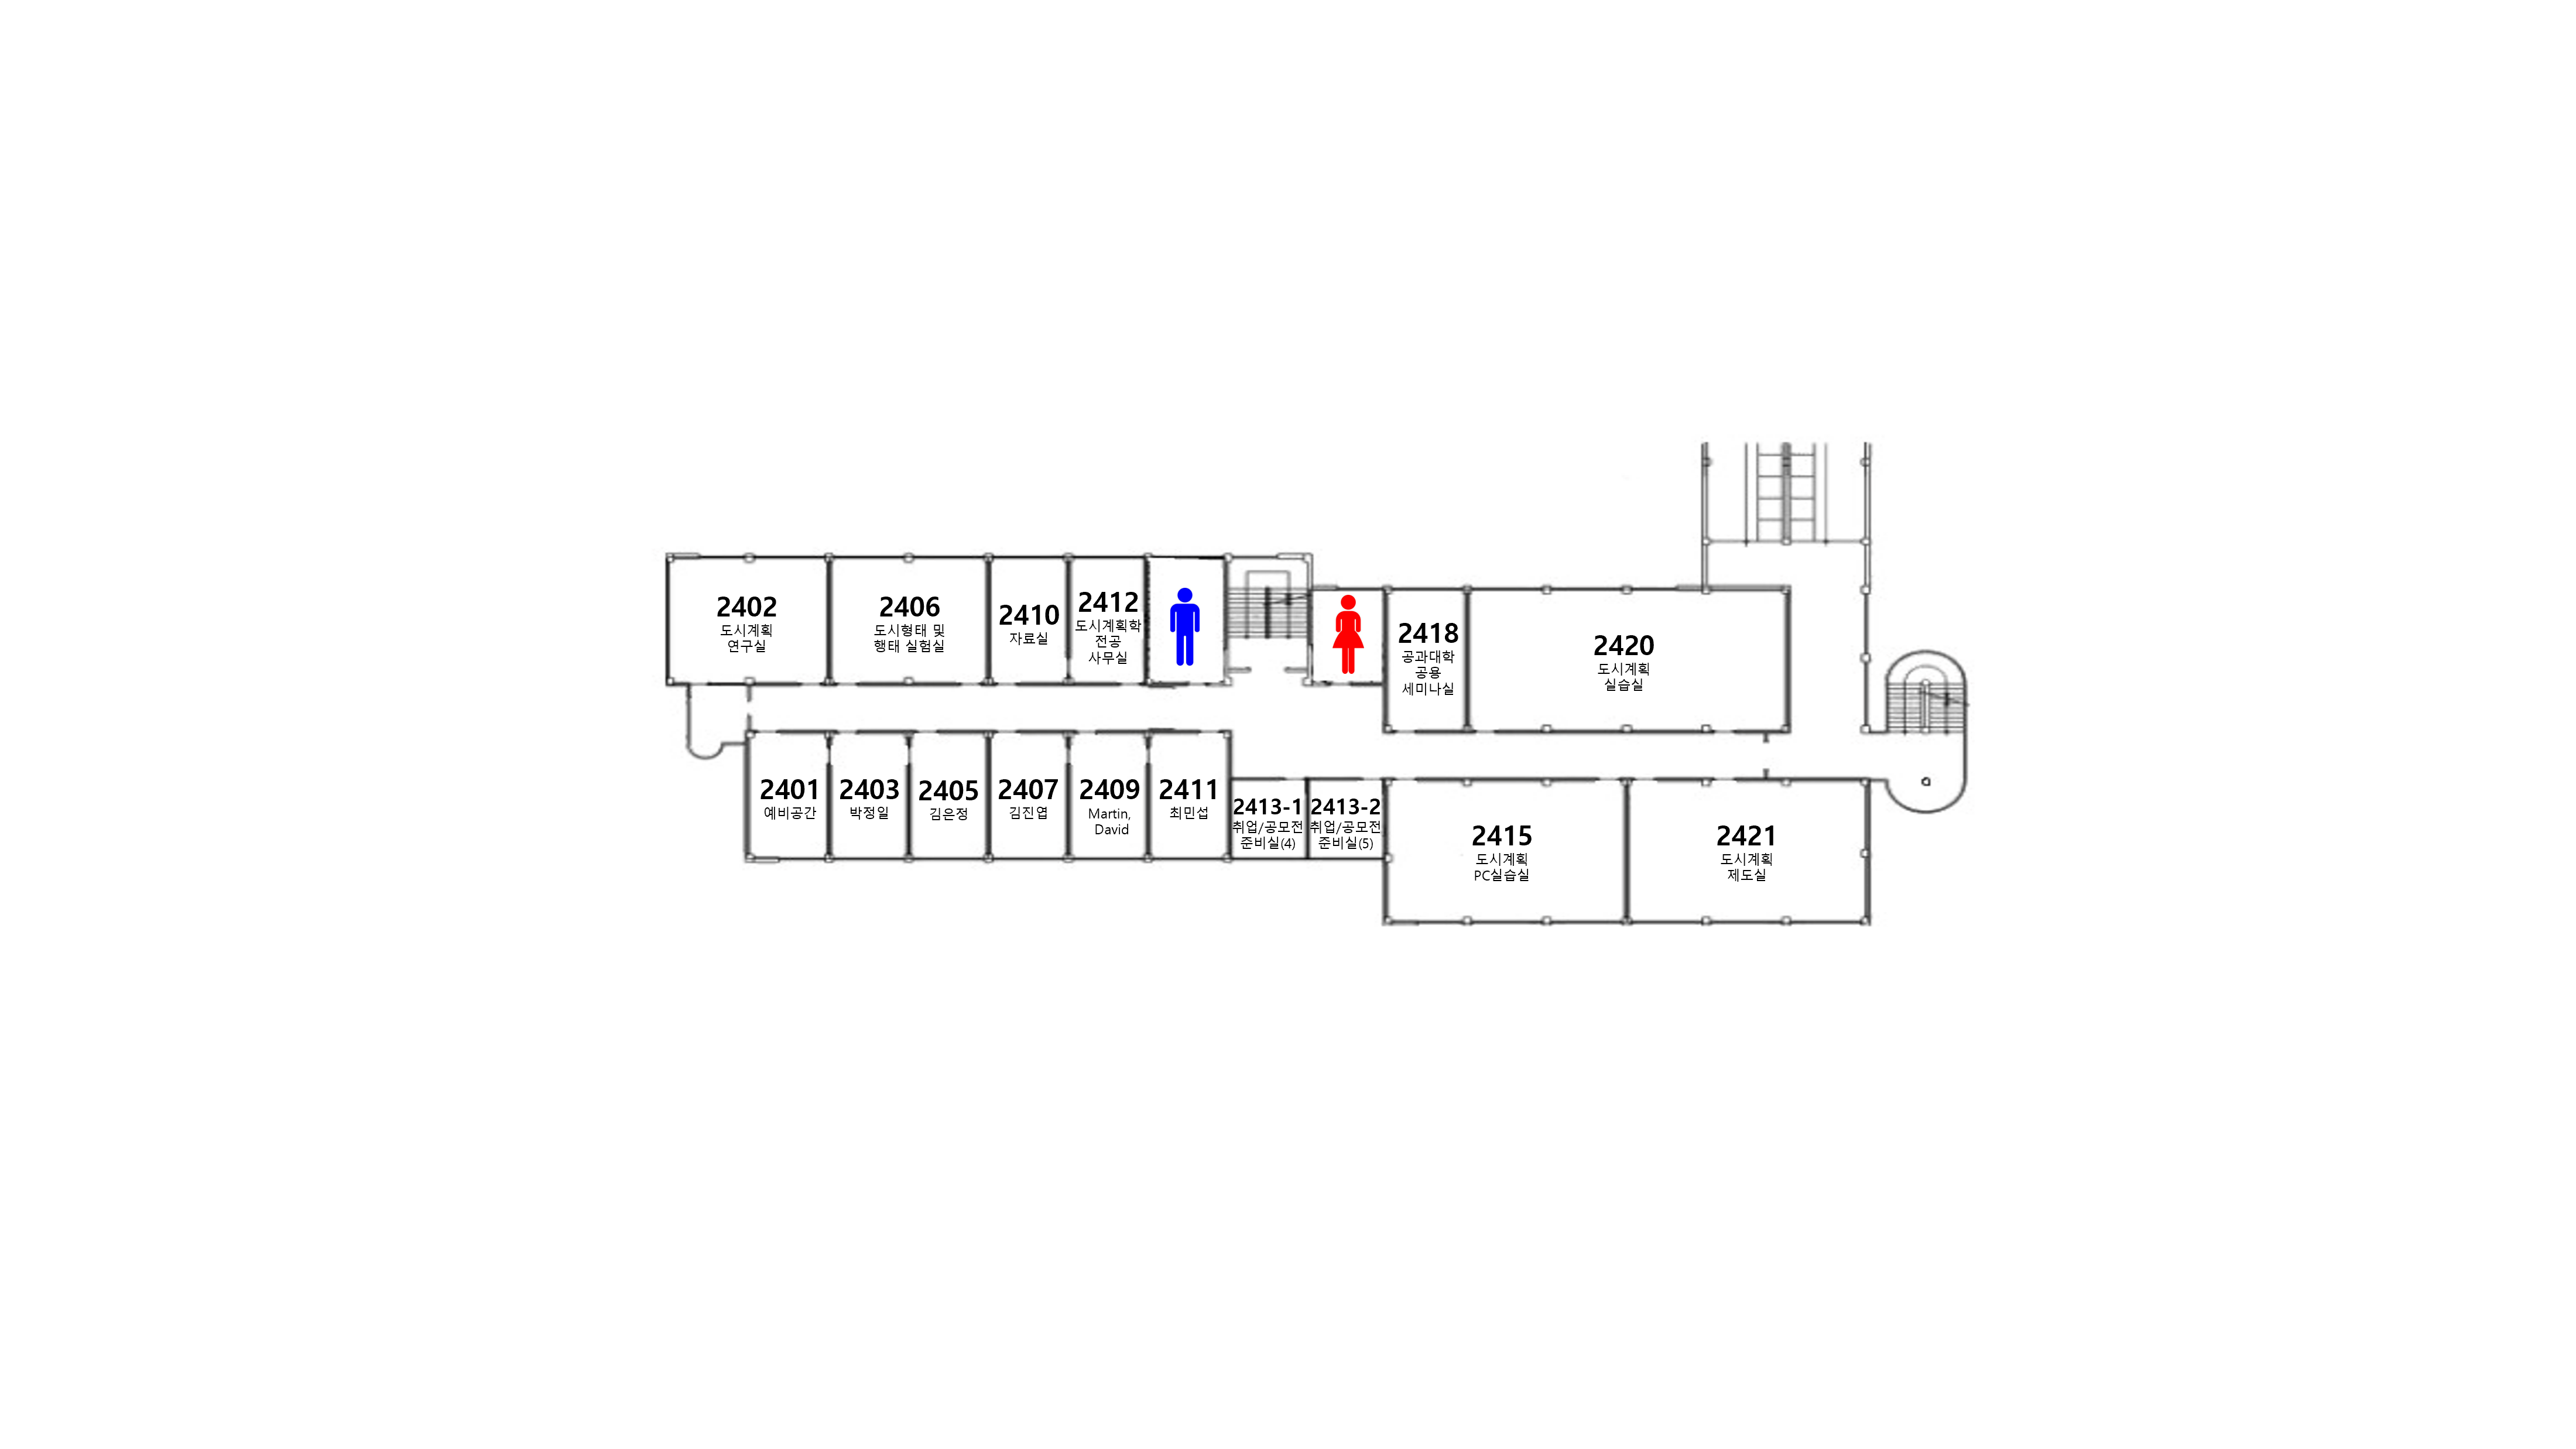 2402
도시계획
연구실
2406
도시형태 및
행태 실험실
2410
자료실
2412
도시계획학
전공
사무실
2418
공과대학
공용
세미나실
2420
도시계획
실습실
2401
예비공간
2403
박정일
2405
김은정
2407
김진엽
2409
Martin,
David
2411
최민섭
2413-1
취업/공모전
준비실(4)
2413-2
취업/공모전
준비실(5)
2415
도시계획
PC실습실
2421
도시계획
제도실